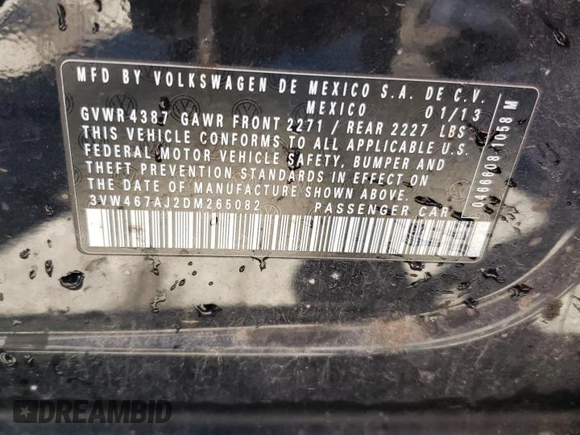 MFD BY VOLKSWAGEN DE MEXICO S.A. DE C.V.
MEXICO 01/13
GVWR 4387 GAWR FRONT 2271 / REAR 2227 LBS
THIS VEHICLE CONFORMS TO ALL APPLICABLE U.S.
FEDERAL MOTOR VEHICLE SAFETY, BUMPER AND
THEFT PREVENTION STANDARDS IN EFFECT ON
THE DATE OF MANUFACTURE SHOWN ABOVE.
3VW467AJ2DM265082 PASSENGER CAR
0466608-1058 M
DREAMBID